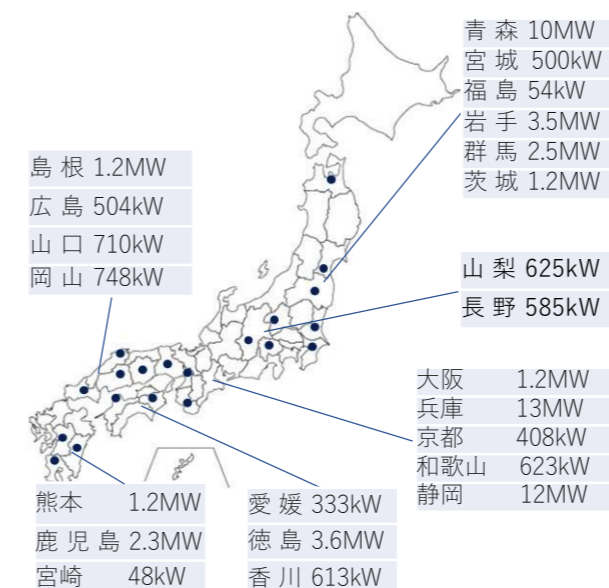 青森 10MW
宮城 500kW
福島 54kW
岩手 3.5MW
群馬 2.5MW
茨城 1.2MW
島根 1.2MW
広島 504kW
山口 710kW
岡山 748kW
山梨 625kW
長野 585kW
大阪 1.2MW
兵庫 13MW
京都 408kW
和歌山 623kW
静岡 12MW
熊本 1.2MW
鹿児島 2.3MW
宮崎 48kW
愛媛 333kW
徳島 3.6MW
香川 613kW